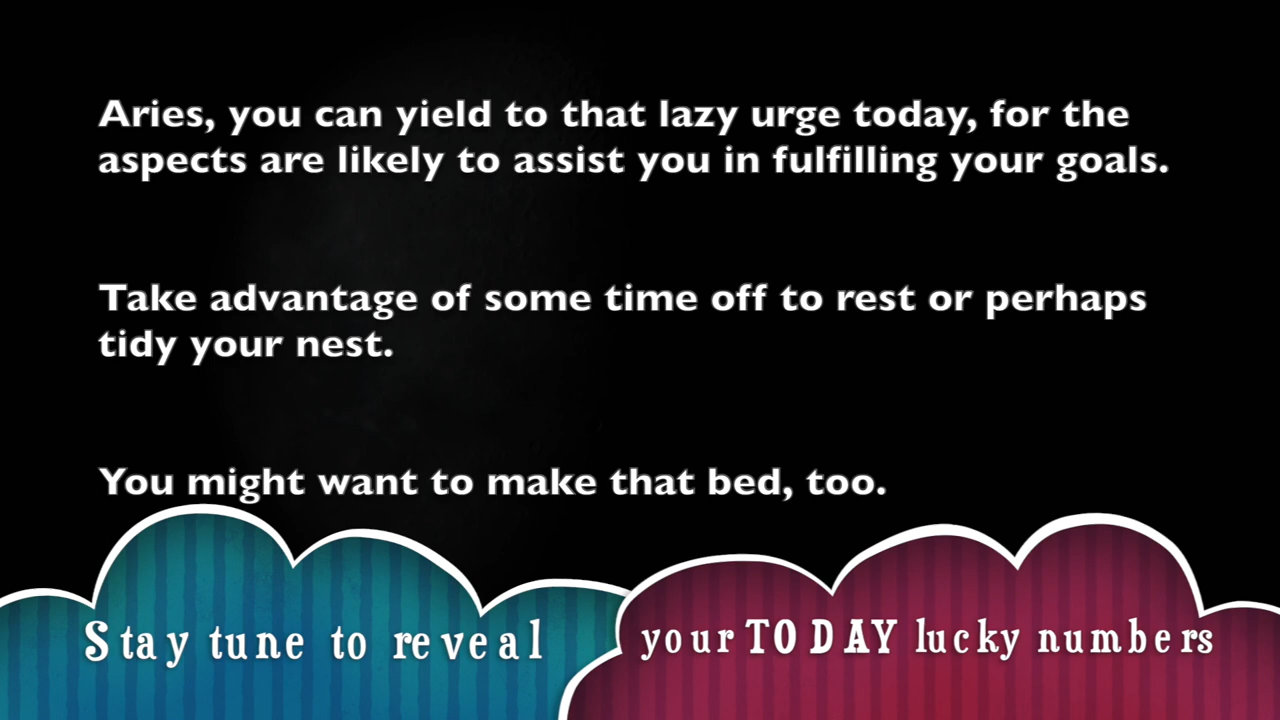 Aries, you can yield to that lazy urge today, for the
aspects are likely to assist you in fulfilling your goals.
Take advantage of some time off to rest or perhaps
tidy your nest.
You might want to make that bed, too.
Stay tune to reveal your TODAY lucky numbers